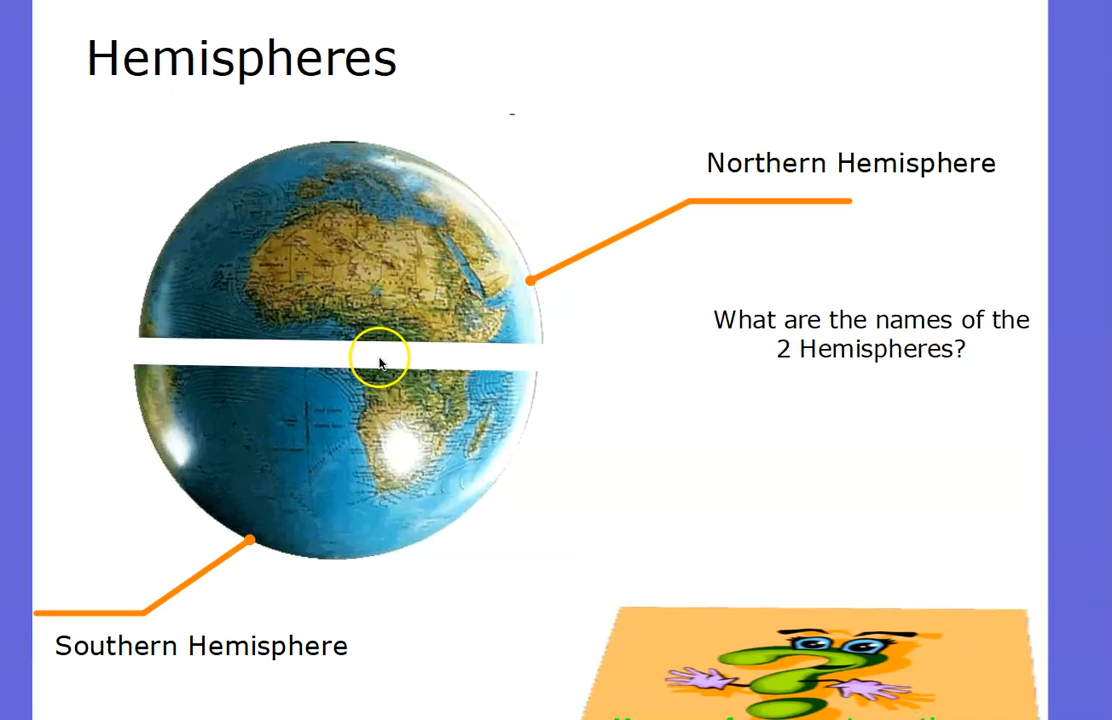 Hemispheres
Northern Hemisphere
What are the names of the
2 Hemispheres?
Southern Hemisphere